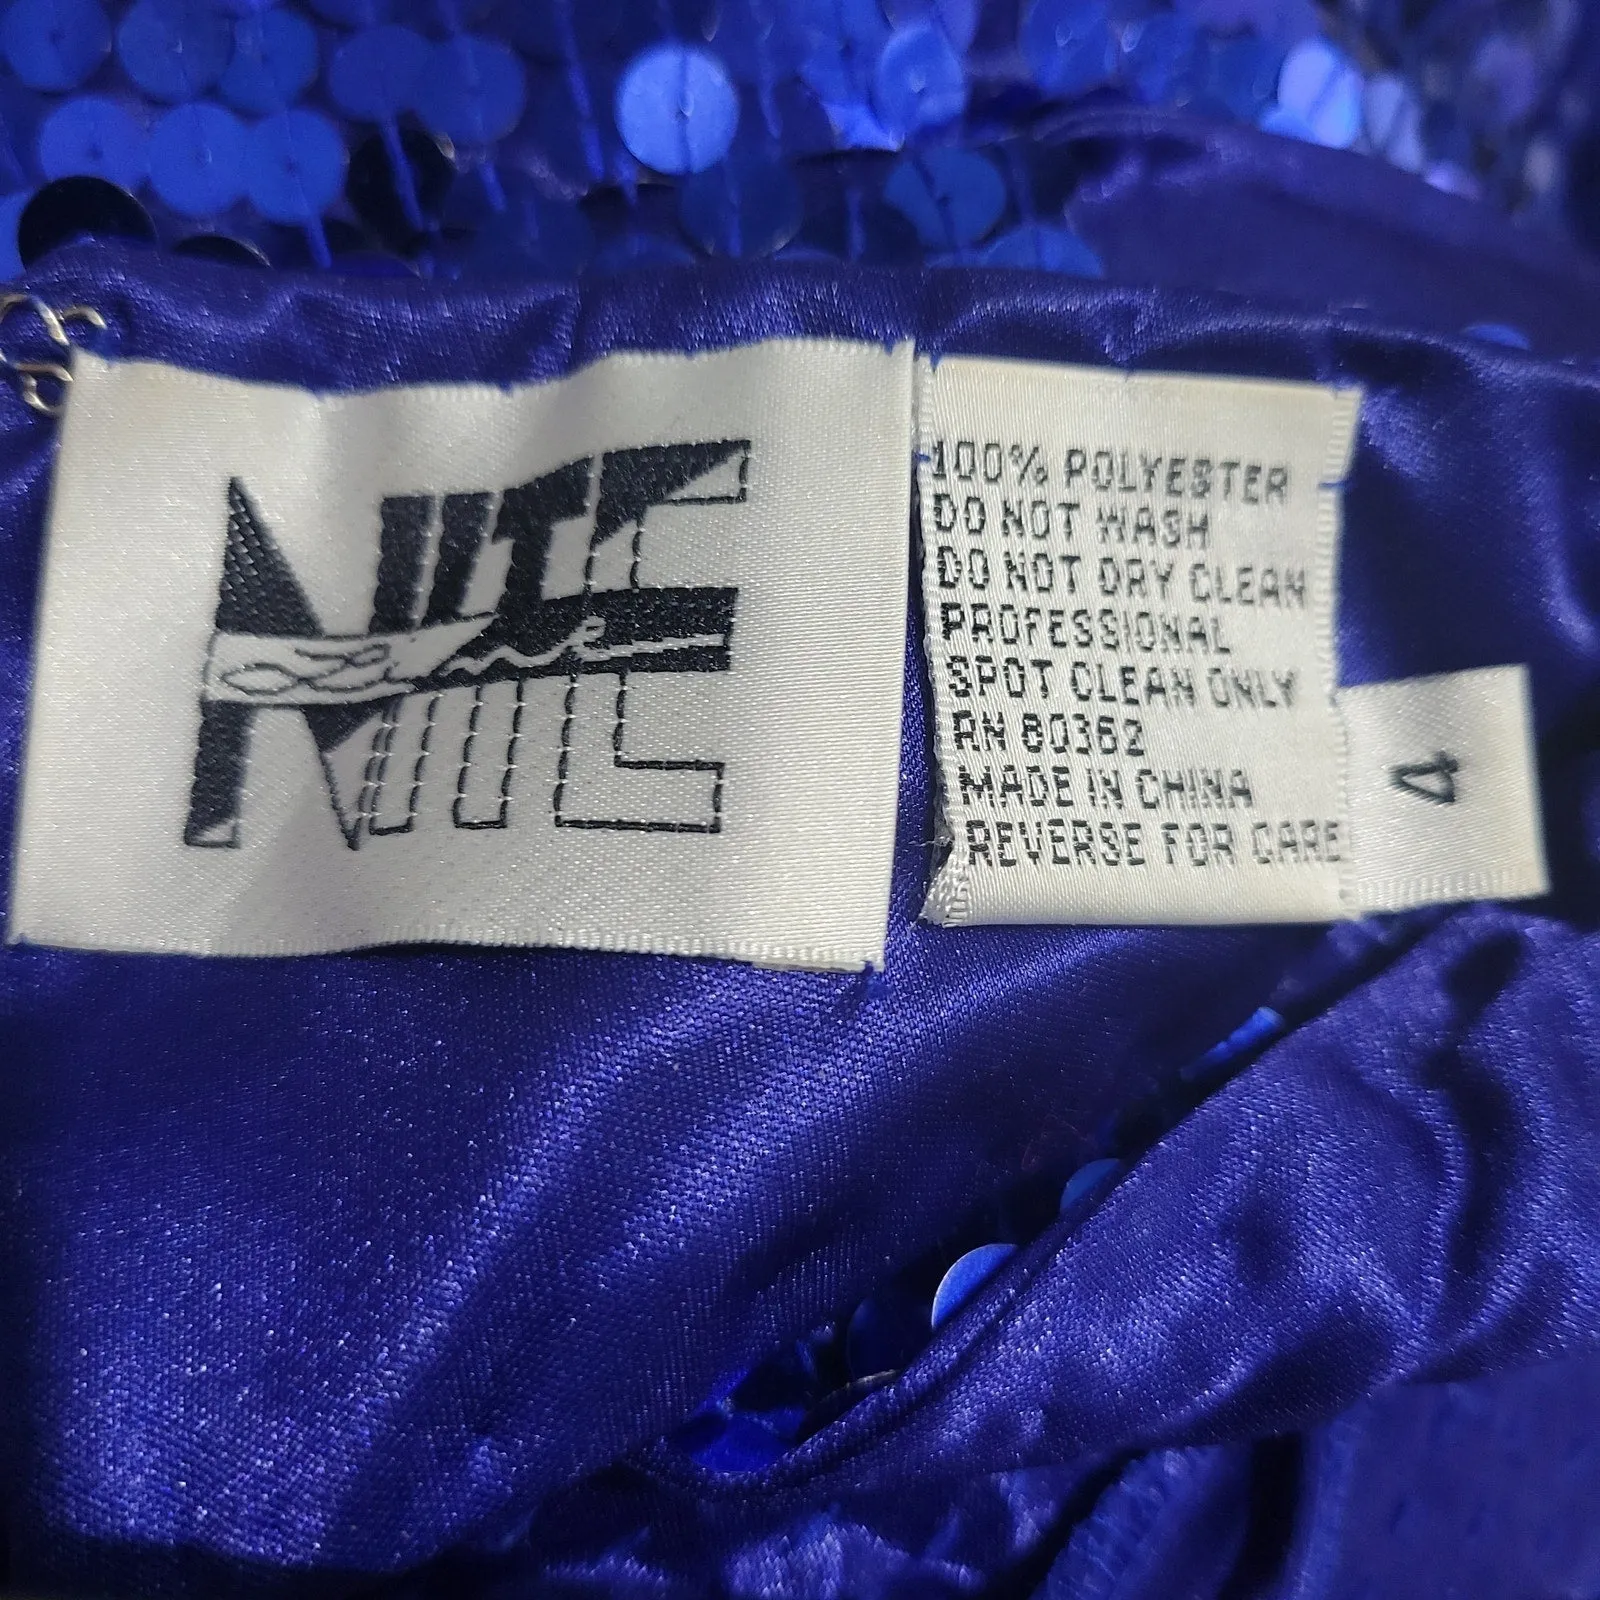 NITE
Line
100% POLYESTER
DO NOT WASH
DO NOT DRY CLEAN
PROFESSIONAL
SPOT CLEAN ONLY
RN 80362
MADE IN CHINA
REVERSE FOR CARE
4